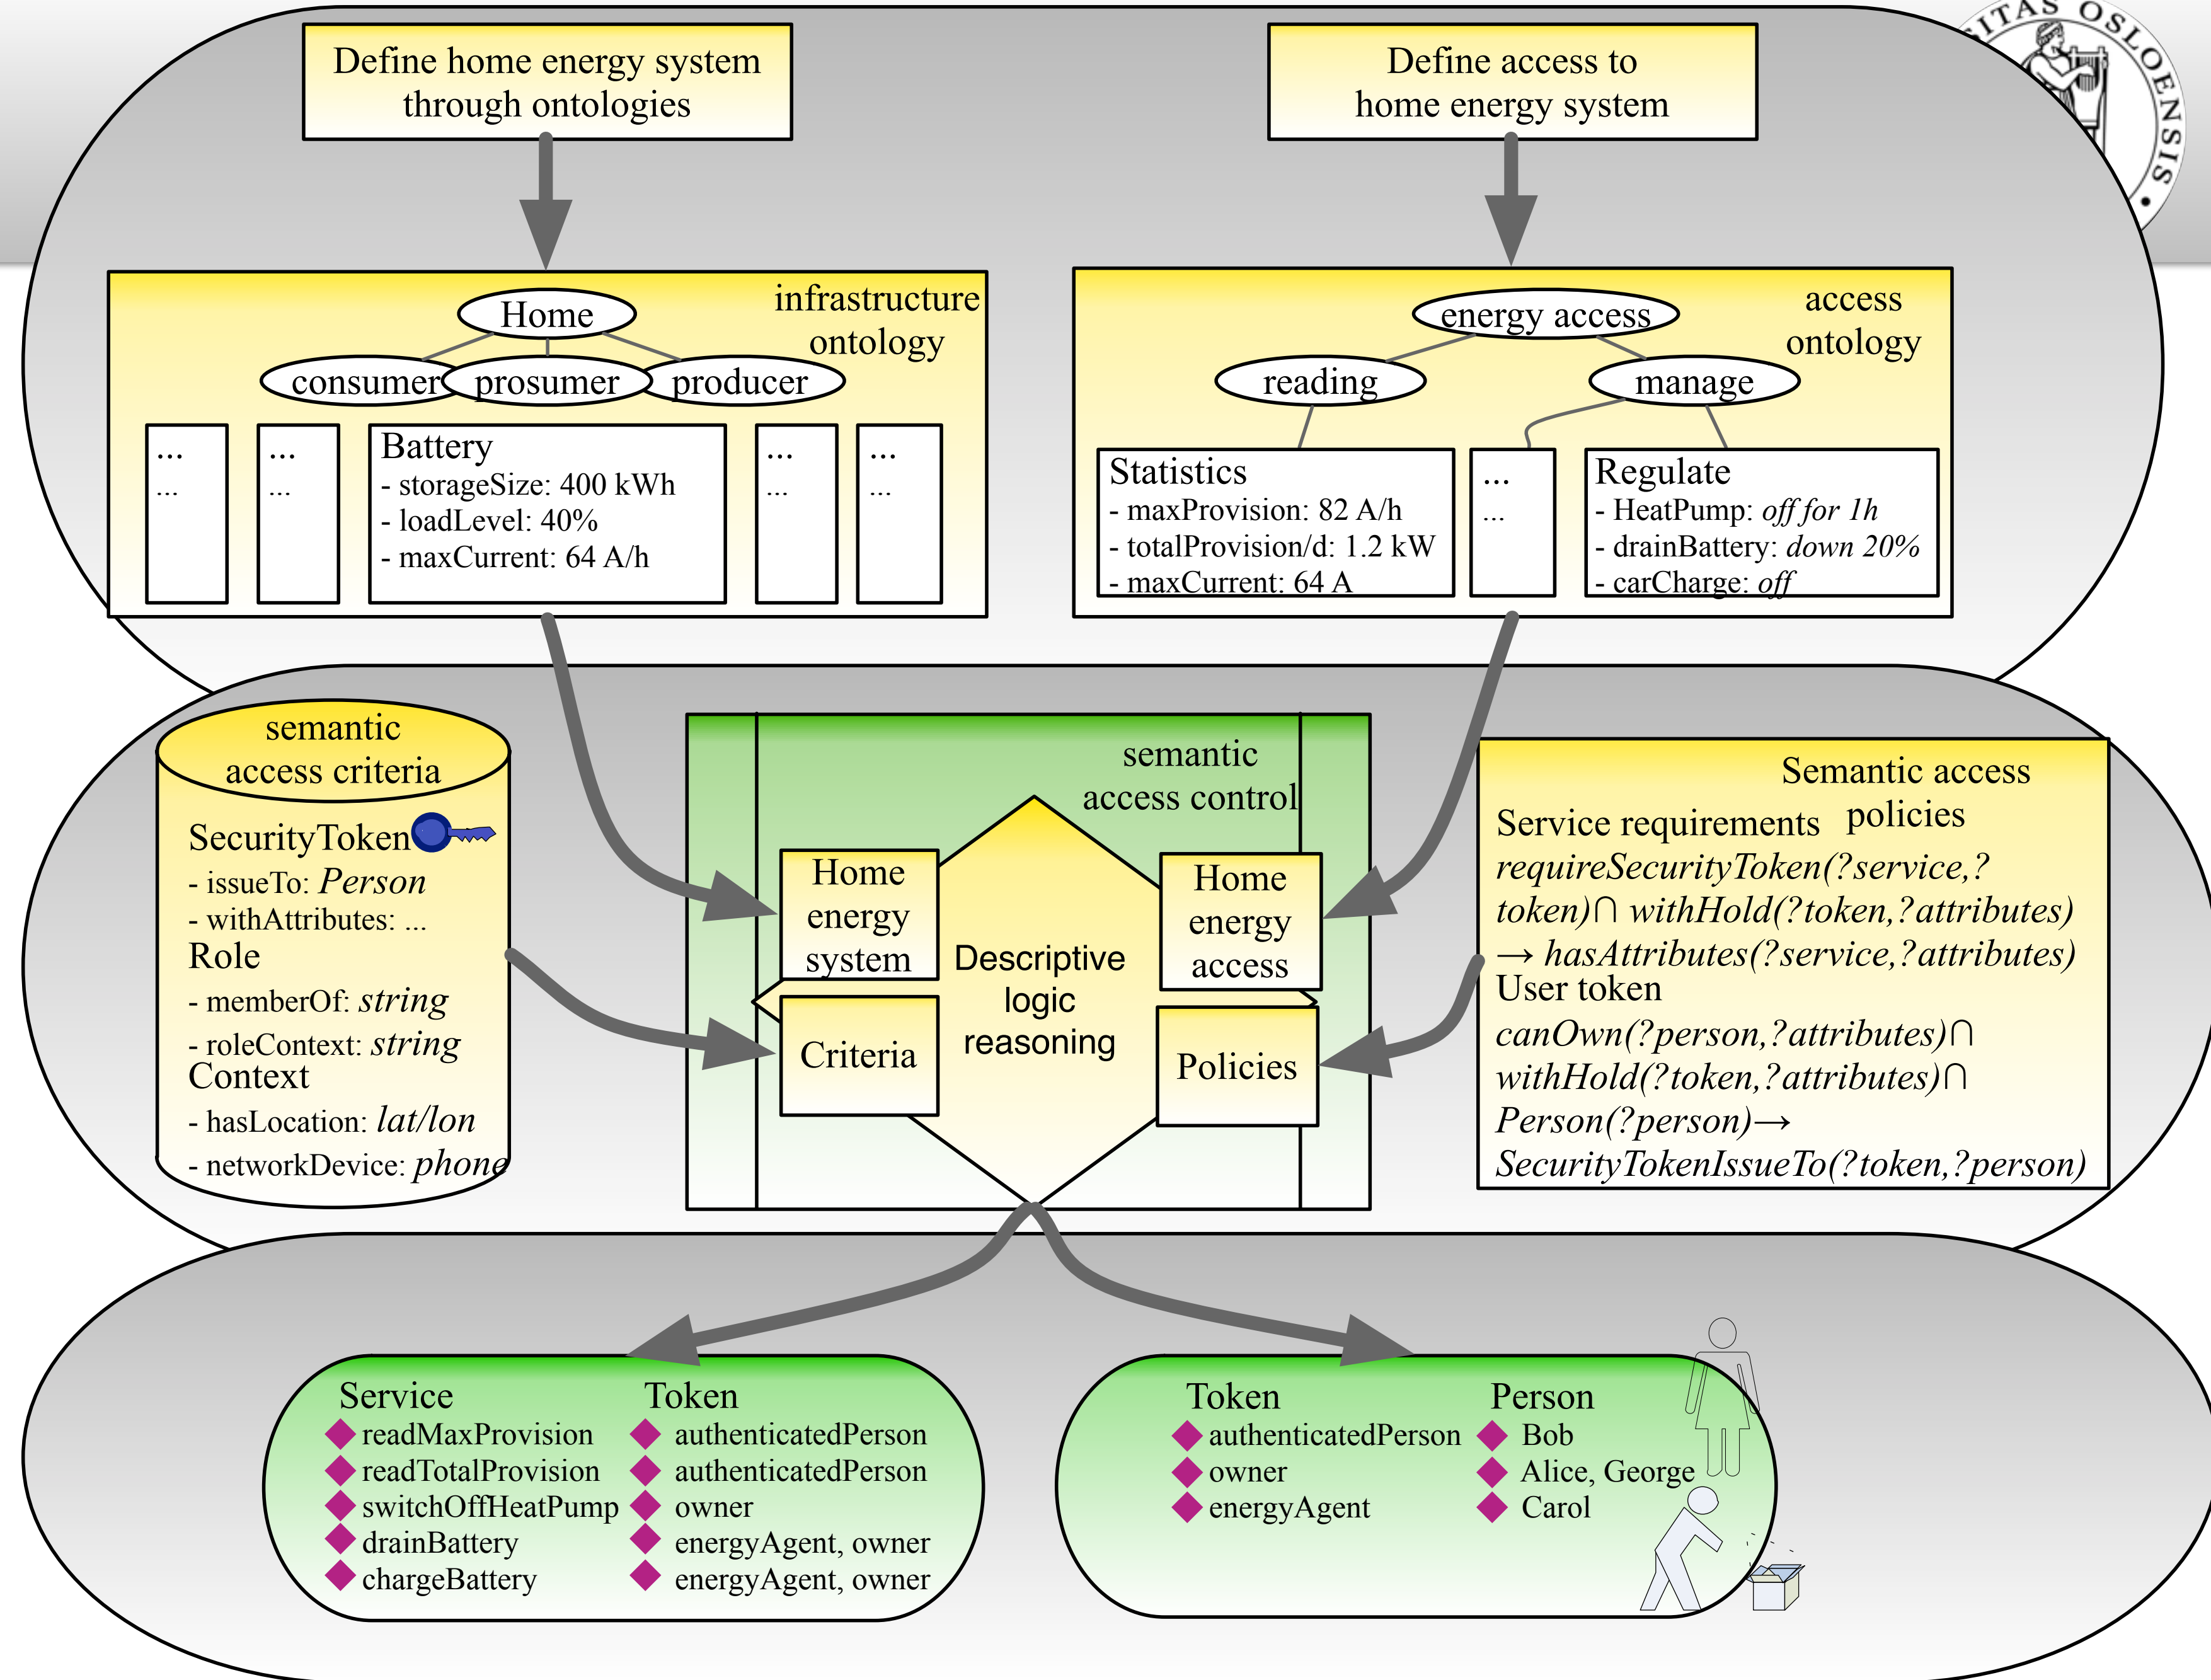 Define home energy system
through ontologies
Define access to
home energy system
ITAS OSLOENSIS •
infrastructure
ontology
Home
consumer
prosumer
producer
...
...
...
...
Battery
- storageSize: 400 kWh
- loadLevel: 40%
- maxCurrent: 64 A/h
...
...
...
...
access
ontology
energy access
reading
manage
Statistics
- maxProvision: 82 A/h
- totalProvision/d: 1.2 kW
- maxCurrent: 64 A
...
...
Regulate
- HeatPump: off for 1h
- drainBattery: down 20%
- carCharge: off
semantic
access criteria
SecurityToken
- issueTo: Person
- withAttributes: ...
Role
- memberOf: string
- roleContext: string
Context
- hasLocation: lat/lon
- networkDevice: phone
semantic
access control
Home
energy
system
Home
energy
access
Descriptive
logic
reasoning
Criteria
Policies
Semantic access
policies
Service requirements
requireSecurityToken(?service,?
token)∩ withHold(?token,?attributes)
→ hasAttributes(?service,?attributes)
User token
canOwn(?person,?attributes)∩
withHold(?token,?attributes)∩
Person(?person)→
SecurityTokenIssueTo(?token,?person)
Service Token
readMaxProvision authenticatedPerson
readTotalProvision authenticatedPerson
switchOffHeatPump owner
drainBattery energyAgent, owner
chargeBattery energyAgent, owner
Token Person
authenticatedPerson Bob
owner Alice, George
energyAgent Carol